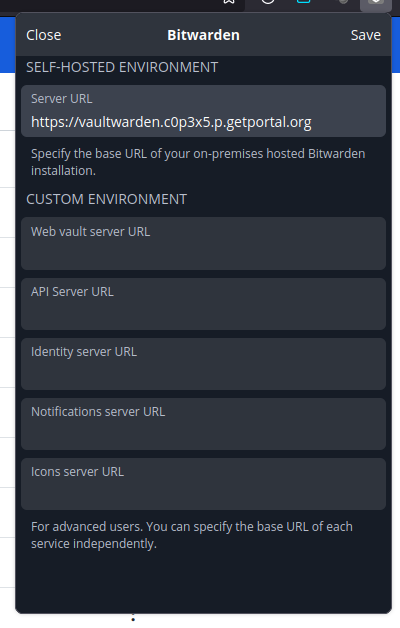 Close Bitwarden Save
SELF-HOSTED ENVIRONMENT
Server URL
https://vaultwarden.c0p3x5.p.getportal.org
Specify the base URL of your on-premises hosted Bitwarden
installation.
CUSTOM ENVIRONMENT
Web vault server URL
API Server URL
Identity server URL
Notifications server URL
Icons server URL
For advanced users. You can specify the base URL of each
service independently.